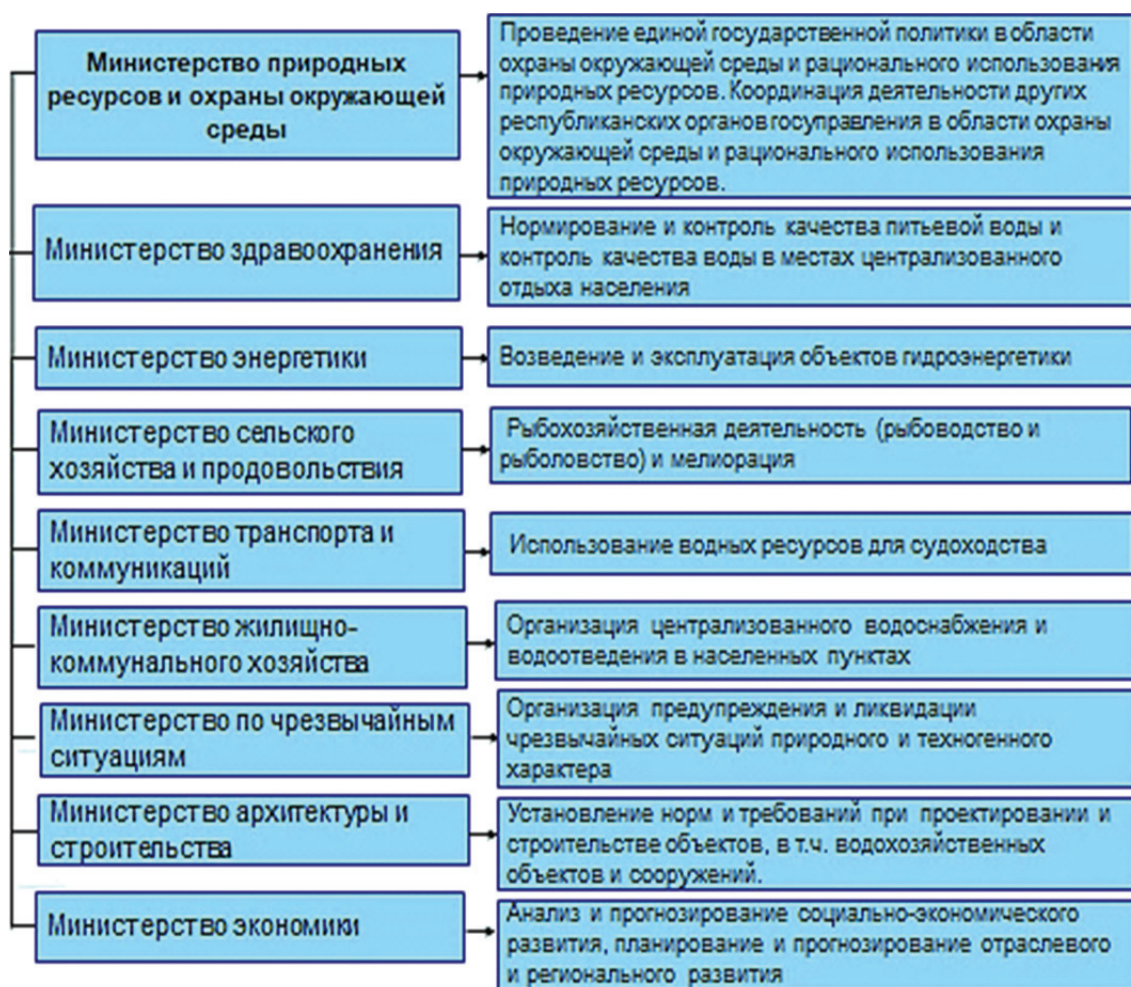 Министерство природных
ресурсов и охраны окружающей
среды
Проведение единой государственной политики в области
охраны окружающей среды и рационального использования
природных ресурсов. Координация деятельности других
республиканских органов госуправления в области охраны
окружающей среды и рационального использования
природных ресурсов.
Министерство здравоохранения
Нормирование и контроль качества питьевой воды и
контроль качества воды в местах централизованного
отдыха населения
Министерство энергетики
Возведение и эксплуатация объектов гидроэнергетики
Министерство сельского
хозяйства и продовольствия
Рыбохозяйственная деятельность (рыбоводство и
рыболовство) и мелиорация
Министерство транспорта и
коммуникаций
Использование водных ресурсов для судоходства
Министерство жилищно-
коммунального хозяйства
Организация централизованного водоснабжения и
водоотведения в населенных пунктах
Министерство по чрезвычайным
ситуациям
Организация предупреждения и ликвидации
чрезвычайных ситуаций природного и техногенного
характера
Министерство архитектуры и
строительства
Установление норм и требований при проектировании и
строительстве объектов, в т.ч. водохозяйственных
объектов и сооружений.
Министерство экономики
Анализ и прогнозирование социально-экономического
развития, планирование и прогнозирование отраслевого
и регионального развития